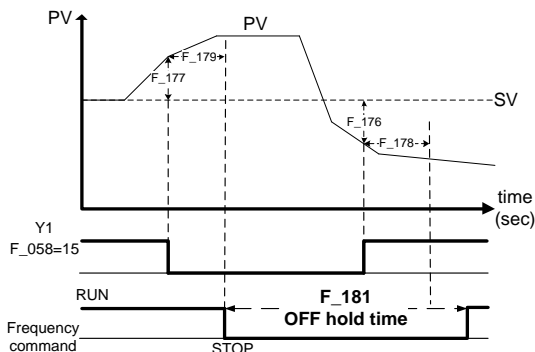 PV
PV
F_179
F_177
SV
F_176
F_178
time
(sec)
Y1
F_058=15
RUN
F_181
OFF hold time
Frequency
command
STOP